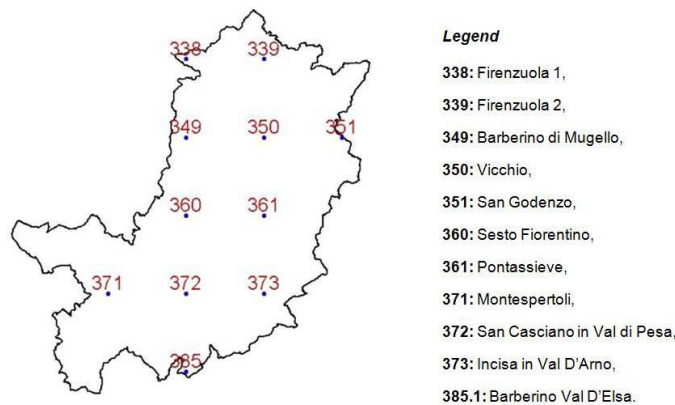 338 339
349 350 351
360 361
371 372 373
385
Legend
338: Firenzuola 1,
339: Firenzuola 2,
349: Barberino di Mugello,
350: Vicchio,
351: San Godenzo,
360: Sesto Fiorentino,
361: Pontassieve,
371: Montespertoli,
372: San Casciano in Val di Pesa,
373: Incisa in Val D'Arno,
385.1: Barberino Val D'Elsa.